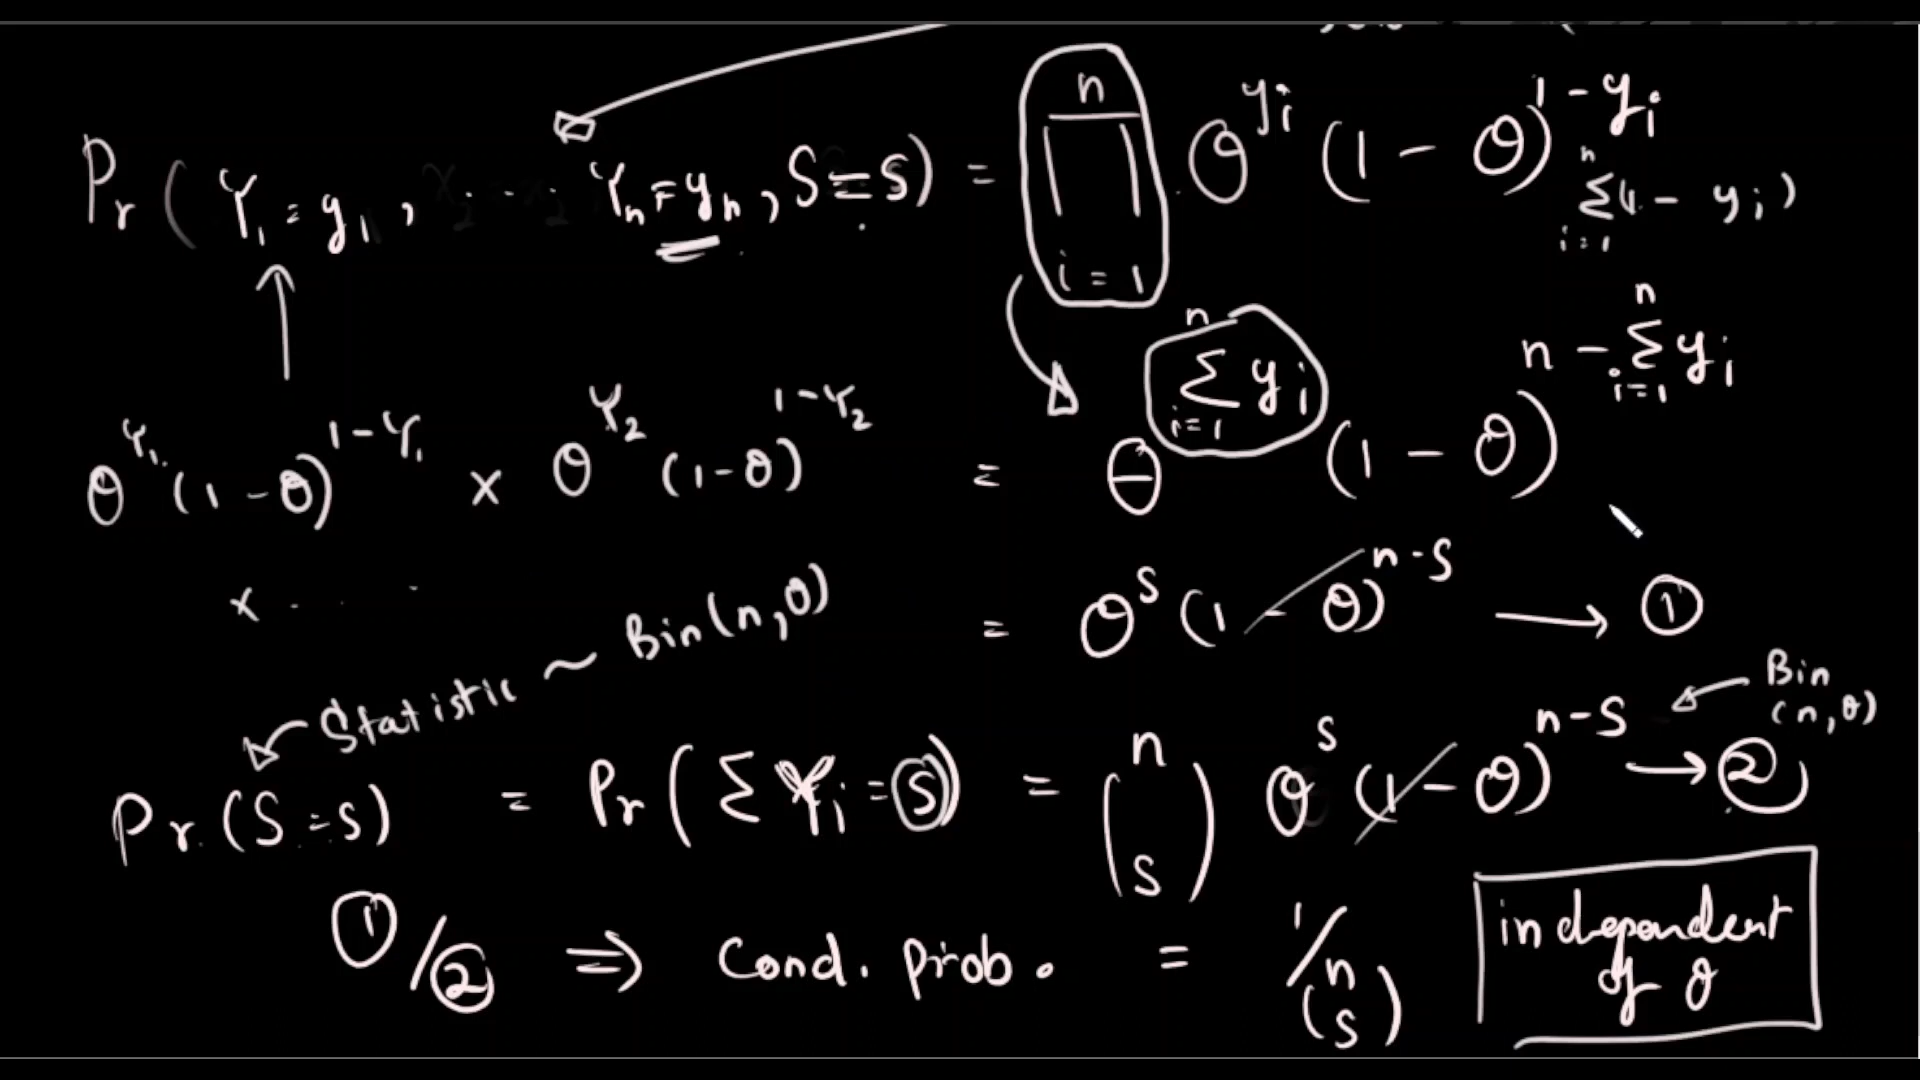 Pr ( Y₁ = y₁ , . . . Yₙ = yₙ , S = s ) = ∏ᵢ₌₁ⁿ θ^yᵢ (1 - θ)^1 - yᵢ
Σᵢ₌₁ⁿ (1 - yᵢ)
θ^Y₁ (1 - θ)^1 - Y₁ × θ^Y₂ (1 - θ)^1 - Y₂ = θ^Σᵢ₌₁ⁿ yᵢ (1 - θ)^n - Σᵢ₌₁ⁿ yᵢ
× . . . .
= θ^s (1 - θ)^n - s → ①
Statistic ~ Bin(n,θ)
Bin
(n,θ)
Pr (S = s) = Pr ( Σ Yᵢ = s ) = (n s) θ^s (1 - θ)^n - s → ②
① / ② ⇒ Cond. prob. = 1 / (n s)
independent
of θ